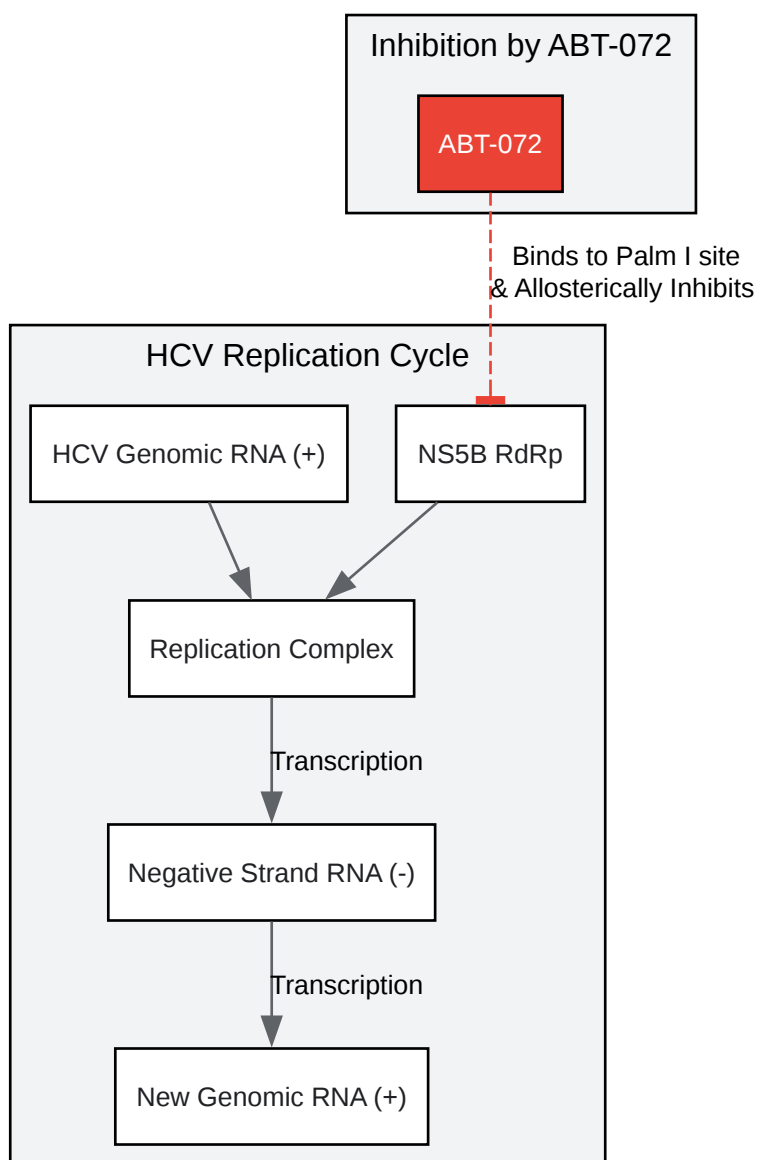 Inhibition by ABT-072
ABT-072
Binds to Palm I site
& Allosterically Inhibits
HCV Replication Cycle
HCV Genomic RNA (+)
NS5B RdRp
Replication Complex
Transcription
Negative Strand RNA (-)
Transcription
New Genomic RNA (+)